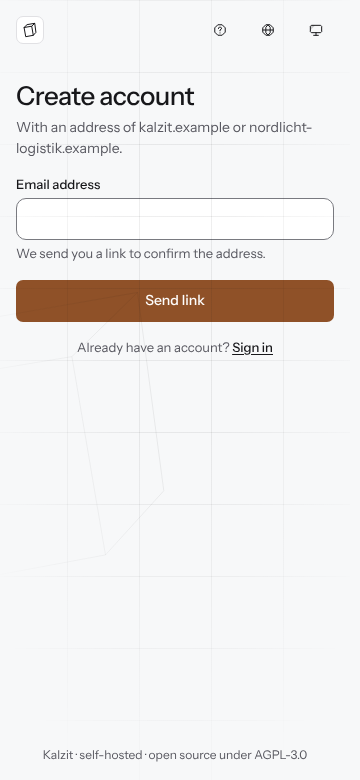 Create account
With an address of kalzit.example or nordlicht-
logistik.example.
Email address
We send you a link to confirm the address.
Send link
Already have an account? Sign in
Kalzit · self-hosted · open source under AGPL-3.0